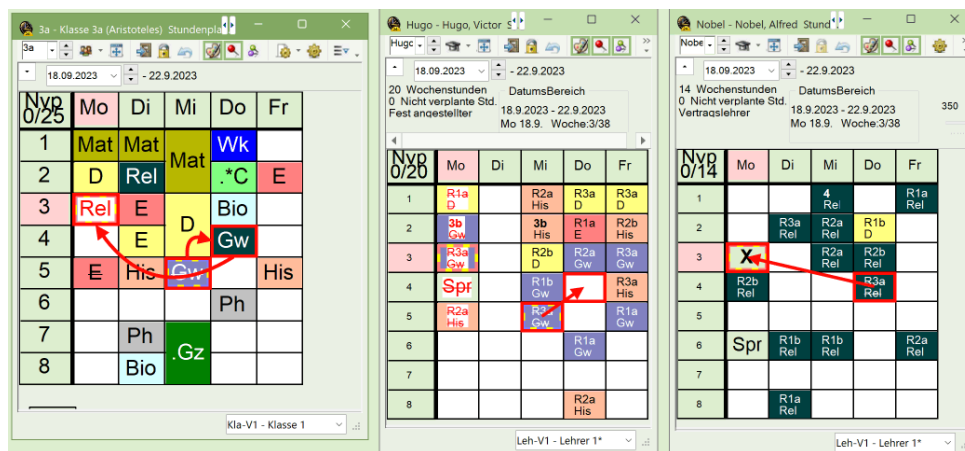 3a - Klasse 3a (Aristoteles) Stundenpla
3a
18.09.2023 - 22.9.2023
Nvp Mo Di Mi Do Fr
0/25
1 Mat Mat Mat Wk
2 D Rel .*C E
3 Rel E D Bio
4 E Gw
5 E His Gw His
6 Ph
7 Ph .Gz
8 Bio
Kla-V1 - Klasse 1
Hugo - Hugo, Victor S
Hugo
18.09.2023 - 22.9.2023
20 Wochenstunden
0 Nicht verplante Std.
Fest angestellter
DatumsBereich
18.9.2023 - 22.9.2023
Mo 18.9. Woche:3/38
Nvp Mo Di Mi Do Fr
0/20
1 R1a D R2a His R3a D R3a D
2 3b Gw 3b His R1a E R2b His
3 R3a Gw R2b D R2a Gw R3a Gw
4 Spr R1b Gw R3a His
5 R2a His R3a Gw R1a Gw
6 R1a Gw
7
8 R2a His
Leh-V1 - Lehrer 1*
Nobel - Nobel, Alfred Stund
Nobe
18.09.2023 - 22.9.2023
14 Wochenstunden
0 Nicht verplante Std.
Vertragslehrer
DatumsBereich
18.9.2023 - 22.9.2023
Mo 18.9. Woche:3/38
350
Nvp Mo Di Mi Do Fr
0/14
1 4 Rel R1a Rel
2 R3a Rel R2a Rel R1b D
3 X R2a Rel R2b Rel
4 R2b Rel R3a Rel
5
6 Spr R1b Rel R1b Rel R2a Rel
7
8 R1a Rel
Leh-V1 - Lehrer 1*